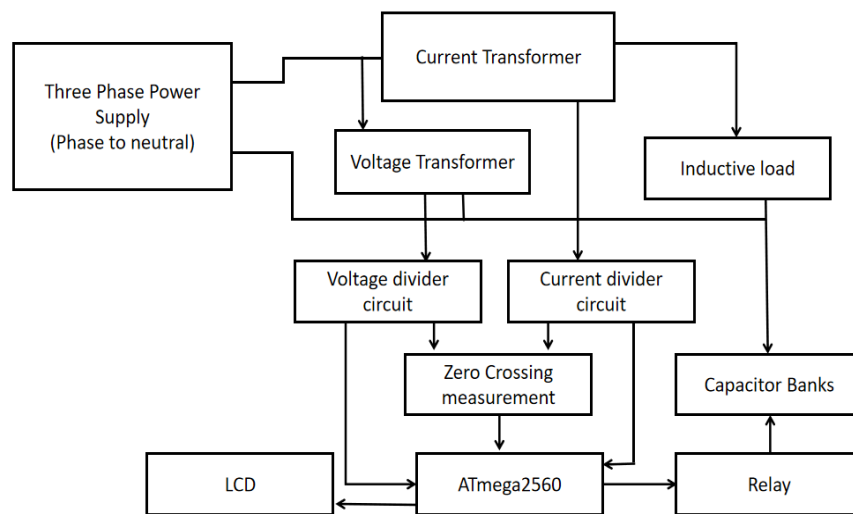 Current Transformer
Three Phase Power
Supply
(Phase to neutral)
Voltage Transformer
Inductive load
Voltage divider
circuit
Current divider
circuit
Zero Crossing
measurement
Capacitor Banks
LCD
ATmega2560
Relay